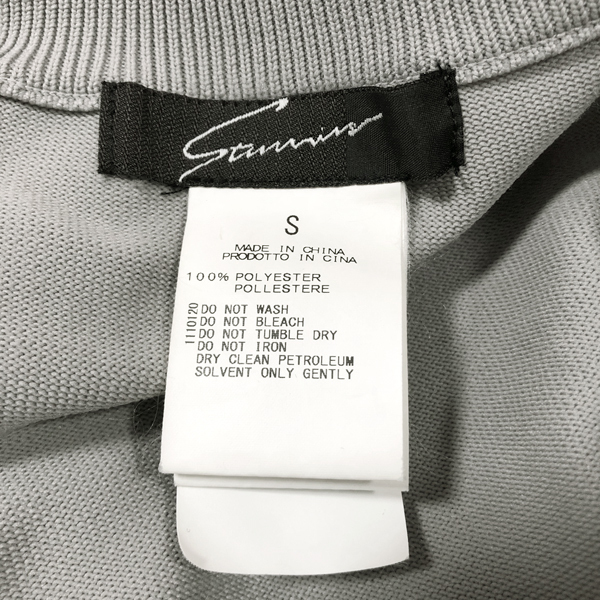 S
MADE IN CHINA
PRODOTTO IN CINA
100% POLYESTER
POLLESTERE
DO NOT WASH
DO NOT BLEACH
DO NOT TUMBLE DRY
DO NOT IRON
DRY CLEAN PETROLEUM
SOLVENT ONLY GENTLY
1110120